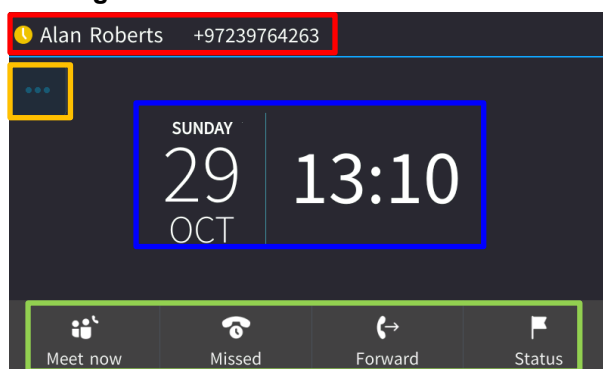 Alan Roberts +97239764263
SUNDAY
29
OCT
13:10
Meet now Missed Forward Status